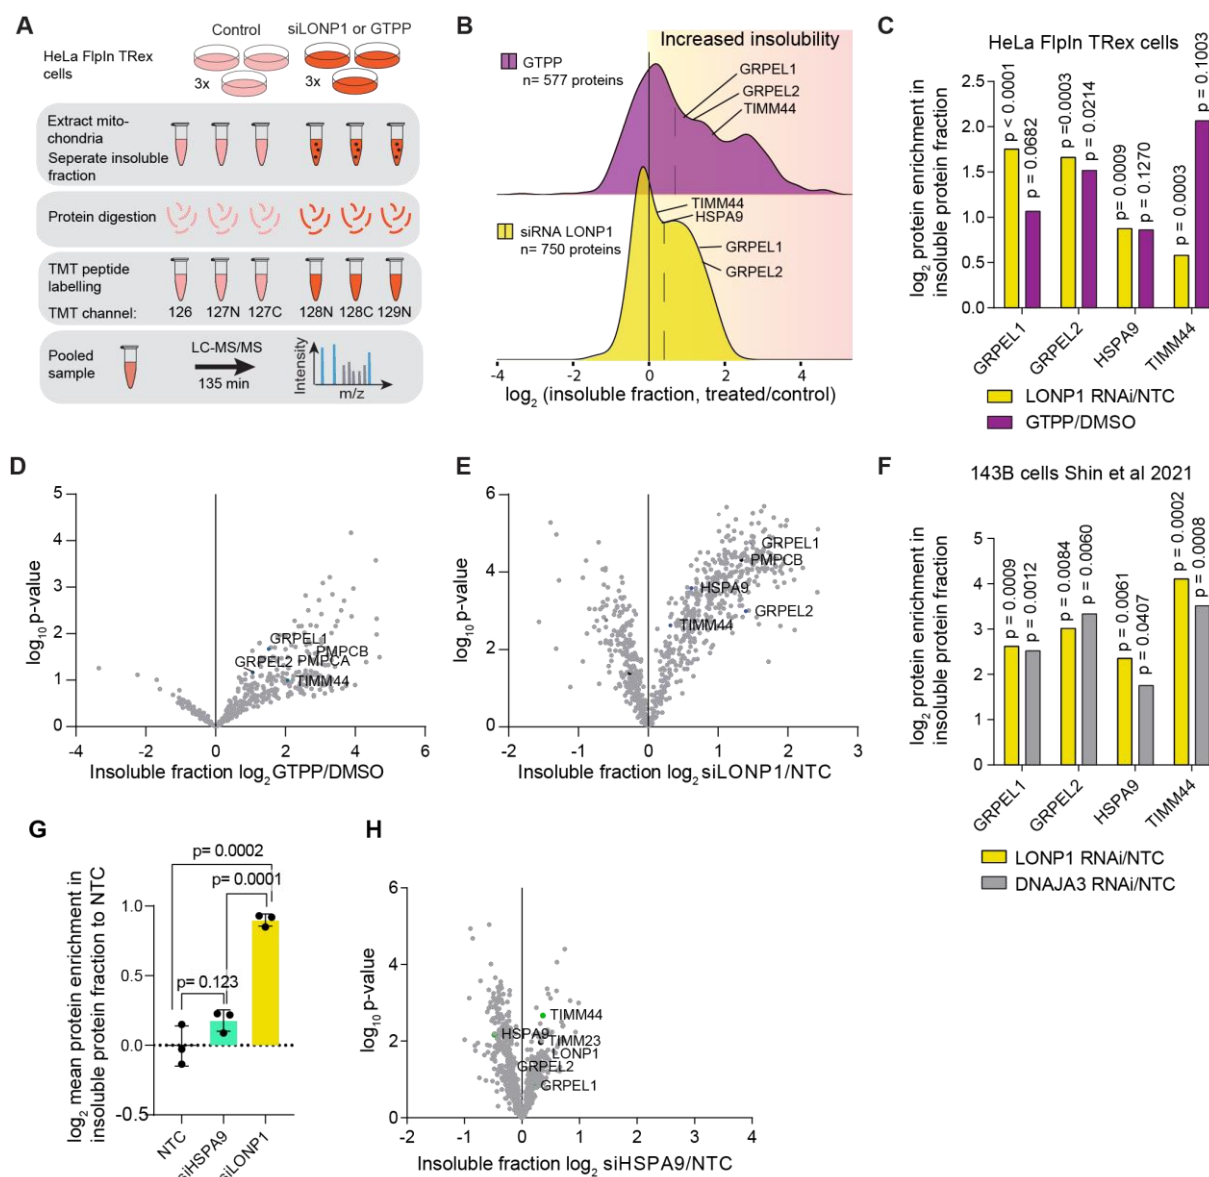 A
Control
siLONP1 or GTPP
HeLa FlpIn TRex
cells
3x
3x
Extract mito-
chondria
Seperate insoluble
fraction
Protein digestion
TMT peptide
labelling
TMT channel:
126
127N
127C
128N
128C
129N
Pooled
sample
LC-MS/MS
135 min
Intensity
m/z
B
Increased insolubility
GTPP
n= 577 proteins
GRPEL1
GRPEL2
TIMM44
TIMM44
HSPA9
siRNA LONP1
n= 750 proteins
GRPEL1
GRPEL2
-4
-2
0
2
4
log2 (insoluble fraction, treated/control)
C
HeLa FlpIn TRex cells
log2 protein enrichment in
insoluble protein fraction
2.5
2.0
1.5
1.0
0.5
0.0
p < 0.0001
p = 0.0682
p =0.0003
p = 0.0214
p = 0.0009
p = 0.1270
p = 0.0003
p = 0.1003
GRPEL1
GRPEL2
HSPA9
TIMM44
LONP1 RNAi/NTC
GTPP/DMSO
D
log10 p-value
5
4
3
2
1
0
GRPEL1
PMPCB
GRPEL2
PMPCA
TIMM44
-4
-2
0
2
4
6
Insoluble fraction log2 GTPP/DMSO
E
log10 p-value
6
4
2
0
GRPEL1
PMPCB
HSPA9
GRPEL2
TIMM44
-2
-1
0
1
2
3
Insoluble fraction log2 siLONP1/NTC
F
143B cells Shin et al 2021
log2 protein enrichment in
insoluble protein fraction
5
4
3
2
1
0
p = 0.0009
p = 0.0012
p = 0.0084
p = 0.0060
p = 0.0061
p = 0.0407
p = 0.0002
p = 0.0008
GRPEL1
GRPEL2
HSPA9
TIMM44
LONP1 RNAi/NTC
DNAJA3 RNAi/NTC
G
log2 mean protein enrichment in
insoluble protein fraction to NTC
p= 0.0002
p= 0.0001
p= 0.123
1.0
0.5
0.0
-0.5
NTC
siHSPA9
siLONP1
H
log10 p-value
6
4
2
0
TIMM44
HSPA9
TIMM23
LONP1
GRPEL2
GRPEL1
-2
-1
0
1
2
3
4
Insoluble fraction log2 siHSPA9/NTC